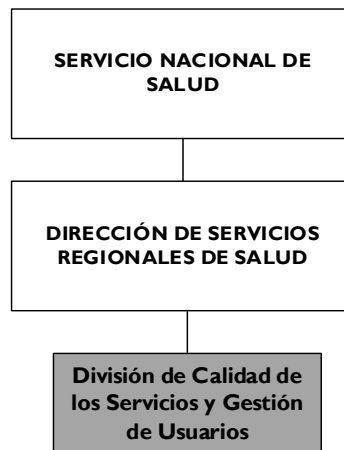 SERVICIO NACIONAL DE
SALUD
DIRECCIÓN DE SERVICIOS
REGIONALES DE SALUD
División de Calidad de
los Servicios y Gestión
de Usuarios